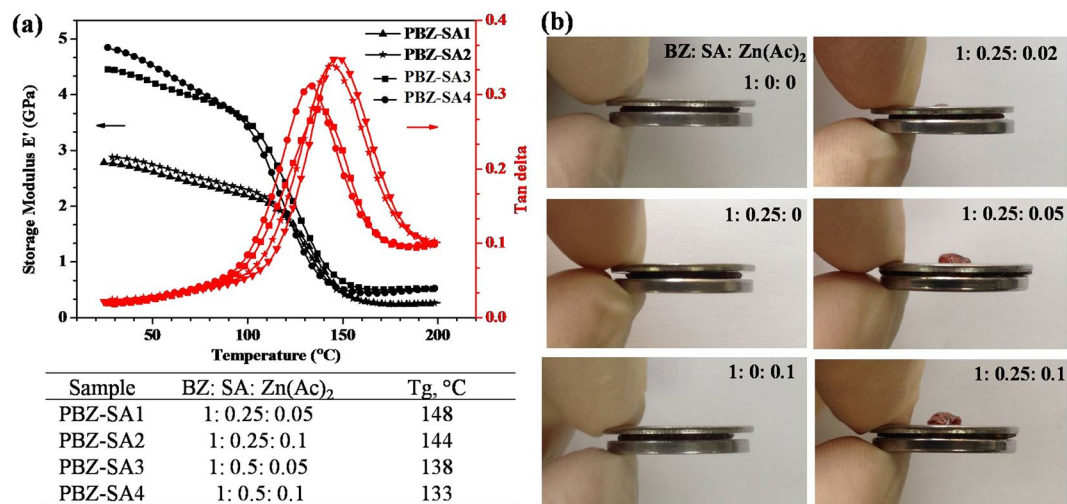 (a)
PBZ-SA1
PBZ-SA2
PBZ-SA3
PBZ-SA4
Storage Modulus E' (GPa)
5
4
3
2
1
0
Tan delta
0.4
0.3
0.2
0.1
0.0
50
100
150
200
Temperature (°C)
Sample BZ: SA: Zn(Ac)₂ Tg, °C
PBZ-SA1 1: 0.25: 0.05 148
PBZ-SA2 1: 0.25: 0.1 144
PBZ-SA3 1: 0.5: 0.05 138
PBZ-SA4 1: 0.5: 0.1 133
(b)
BZ: SA: Zn(Ac)₂
1: 0: 0
1: 0.25: 0.02
1: 0.25: 0
1: 0.25: 0.05
1: 0: 0.1
1: 0.25: 0.1